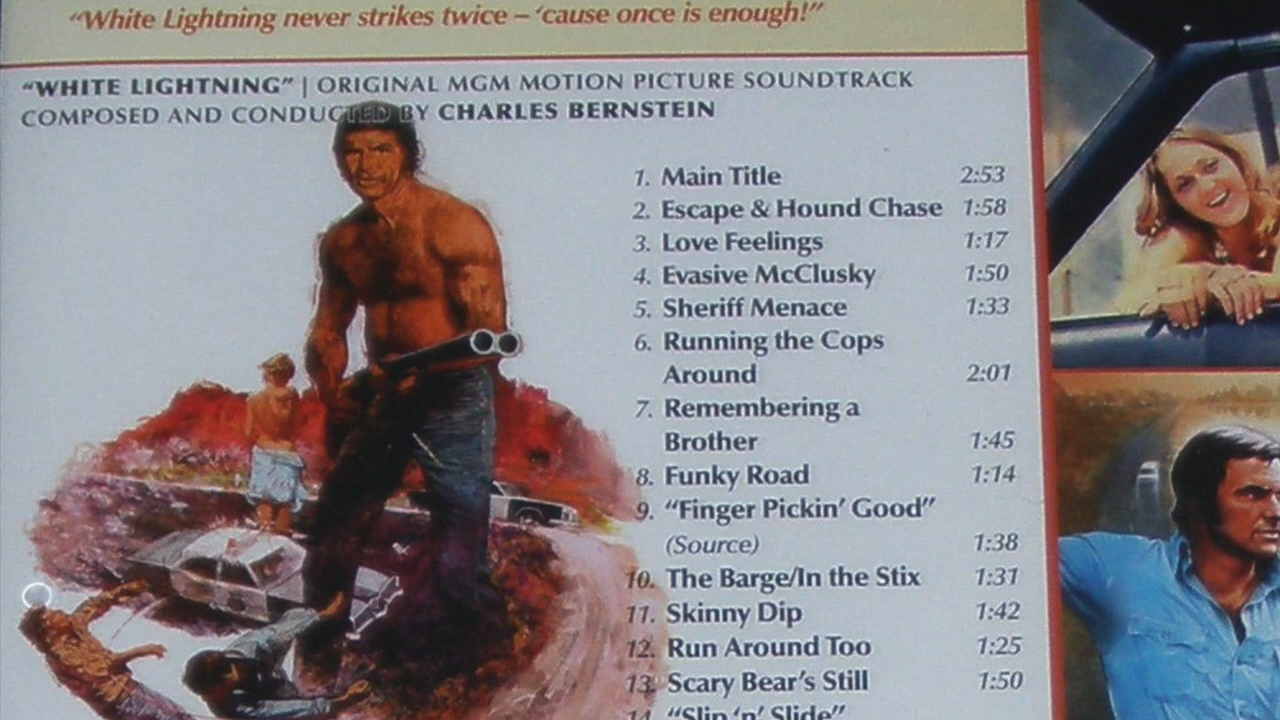 “White Lightning never strikes twice – ‘cause once is enough!”
“WHITE LIGHTNING” | ORIGINAL MGM MOTION PICTURE SOUNDTRACK
COMPOSED AND CONDUCTED BY CHARLES BERNSTEIN
1. Main Title 2:53
2. Escape & Hound Chase 1:58
3. Love Feelings 1:17
4. Evasive McClusky 1:50
5. Sheriff Menace 1:33
6. Running the Cops
Around 2:01
7. Remembering a
Brother 1:45
8. Funky Road 1:14
9. “Finger Pickin’ Good”
(Source) 1:38
10. The Barge/In the Stix 1:31
11. Skinny Dip 1:42
12. Run Around Too 1:25
13. Scary Bear’s Still 1:50
14. “Slip ‘n’ Slide”